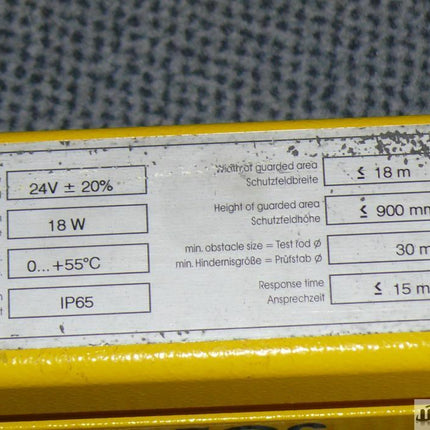 24V ± 20%
18 W
0...+55°C
IP65
Width of guarded area
Schutzfeldbreite
≤ 18 m
Height of guarded area
Schutzfeldhöhe
≤ 900 mm
min. obstacle size = Test rod ø
min. Hindernisgröße = Prüfstab ø
30 m
Response time
Ansprechzeit
≤ 15 m